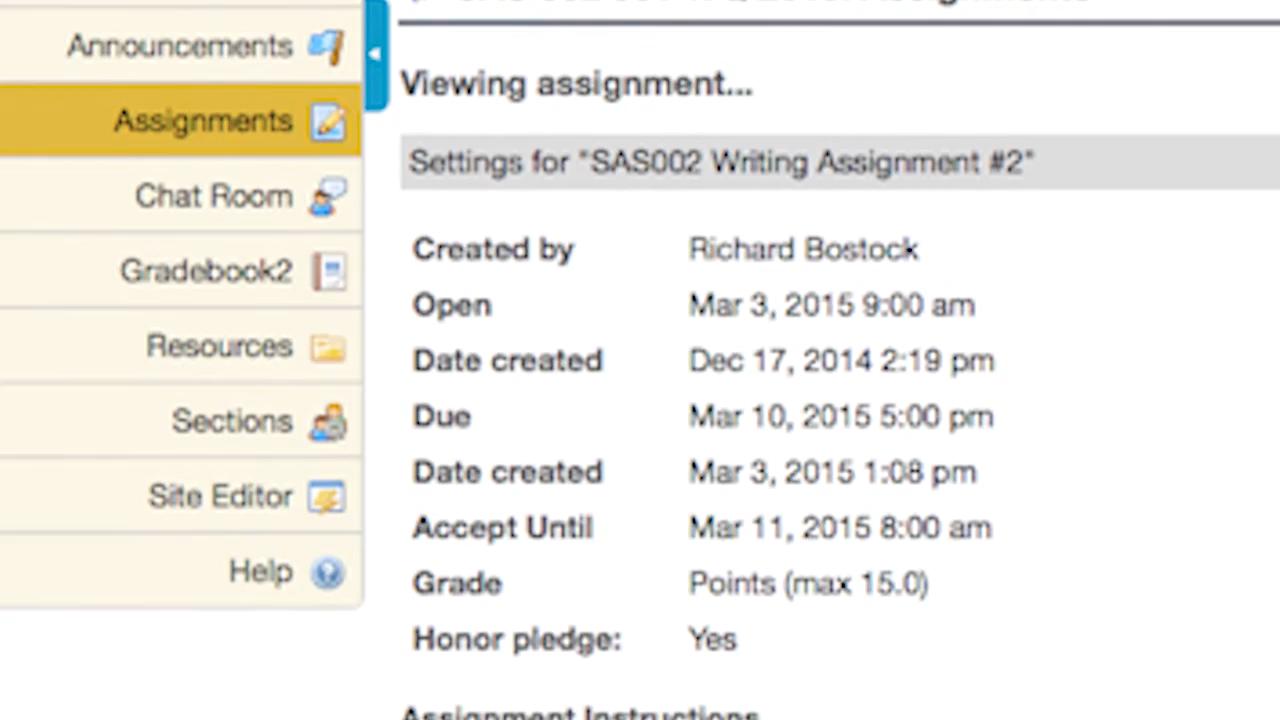 Announcements
Assignments
Chat Room
Gradebook2
Resources
Sections
Site Editor
Help
Viewing assignment...
Settings for "SAS002 Writing Assignment #2"
Created by Richard Bostock
Open Mar 3, 2015 9:00 am
Date created Dec 17, 2014 2:19 pm
Due Mar 10, 2015 5:00 pm
Date created Mar 3, 2015 1:08 pm
Accept Until Mar 11, 2015 8:00 am
Grade Points (max 15.0)
Honor pledge: Yes
Assignment Instructions